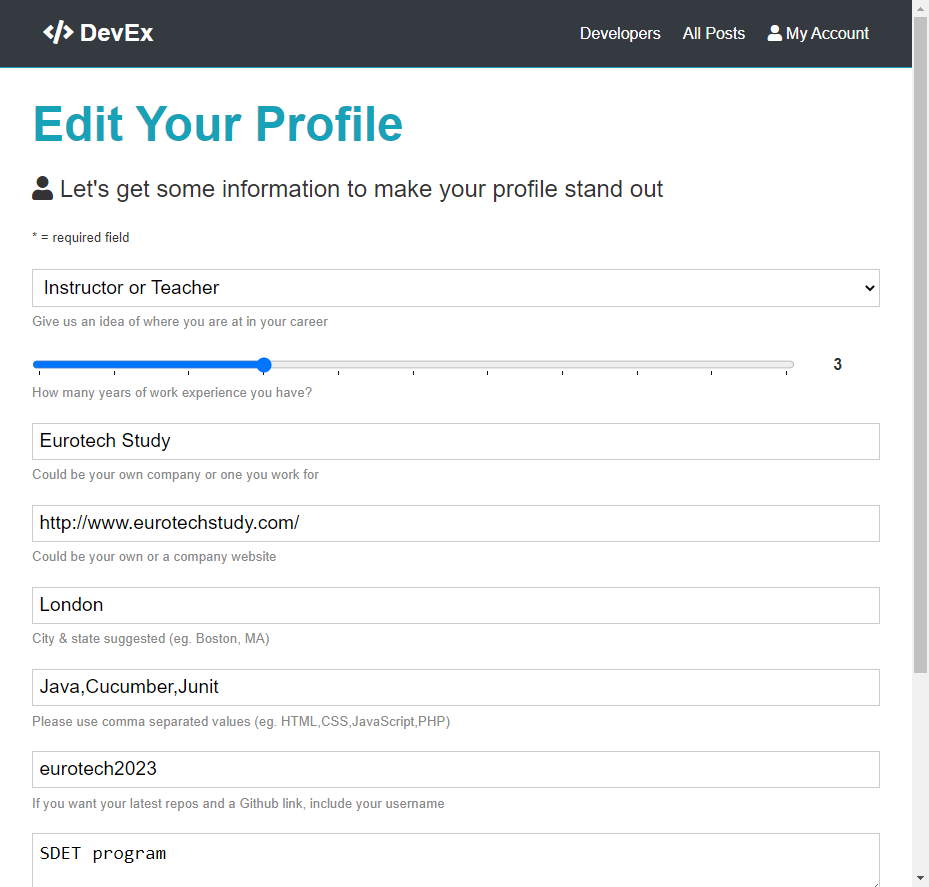 DevEx
Developers All Posts My Account
Edit Your Profile
Let's get some information to make your profile stand out
* = required field
Instructor or Teacher
Give us an idea of where you are at in your career
3
How many years of work experience you have?
Eurotech Study
Could be your own company or one you work for
http://www.eurotechstudy.com/
Could be your own or a company website
London
City & state suggested (eg. Boston, MA)
Java,Cucumber,Junit
Please use comma separated values (eg. HTML,CSS,JavaScript,PHP)
eurotech2023
If you want your latest repos and a Github link, include your username
SDET program